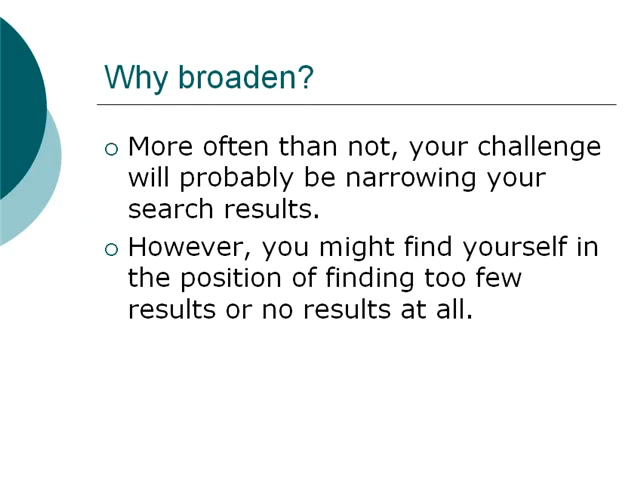 Why broaden?
More often than not, your challenge
will probably be narrowing your
search results.
However, you might find yourself in
the position of finding too few
results or no results at all.